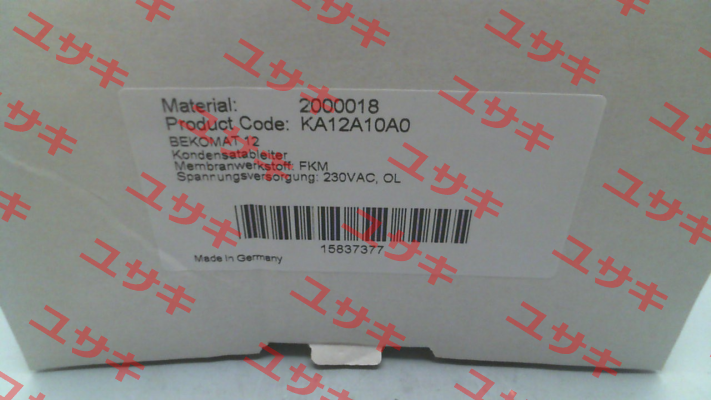 Material: 2000018
Product Code: KA12A10A0
BEKOMAT 12
Kondensatableiter
Membranwerkstoff: FKM
Spannungsversorgung: 230VAC, OL
15837377
Made in Germany
ユサキ